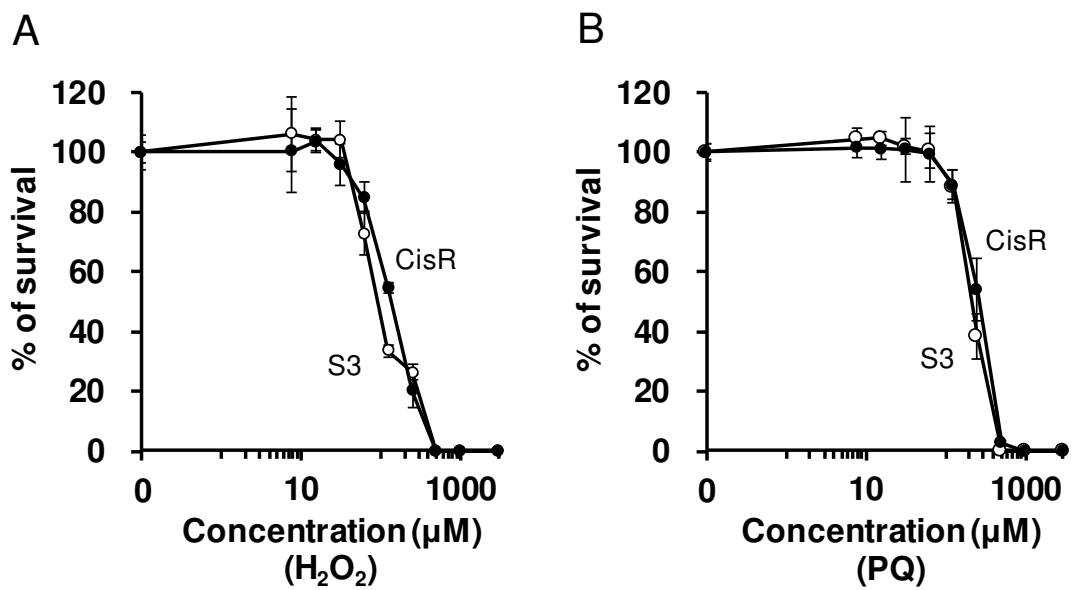 A
120
100
80
60
40
20
0
% of survival
CisR
S3
0 10 1000
Concentration (µM)
(H₂O₂)
B
120
100
80
60
40
20
0
% of survival
CisR
S3
0 10 1000
Concentration (µM)
(PQ)